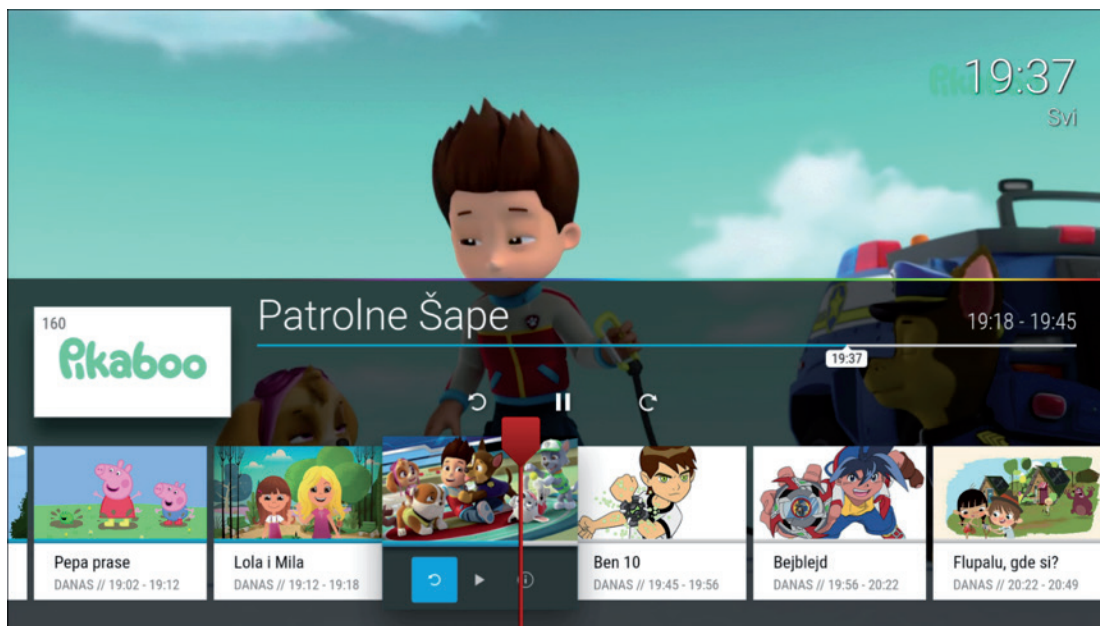 19:37
Svi
160
Pikaboo
Patrolne Šape
19:18 - 19:45
19:37
Pepa prase
DANAS // 19:02 - 19:12
Lola i Mila
DANAS // 19:12 - 19:18
Ben 10
DANAS // 19:45 - 19:56
Bejblejd
DANAS // 19:56 - 20:22
Flupalu, gde si?
DANAS // 20:22 - 20:49